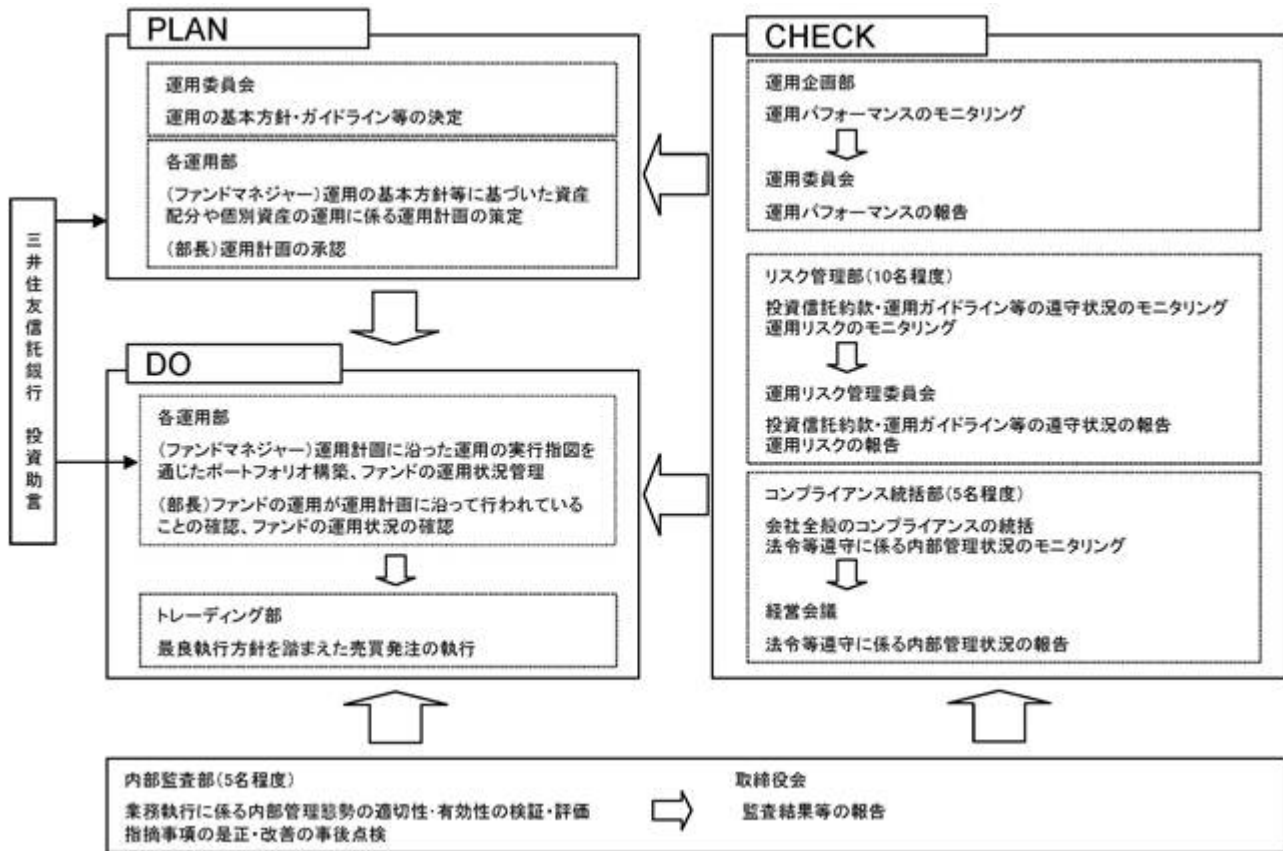 PLAN
運用委員会
運用の基本方針・ガイドライン等の決定
各運用部
(ファンドマネジャー)運用の基本方針等に基づいた資産
配分や個別資産の運用に係る運用計画の策定
(部長)運用計画の承認
三井住友信託銀行 投資助言
DO
各運用部
(ファンドマネジャー)運用計画に沿った運用の実行指図を
通じたポートフォリオ構築、ファンドの運用状況管理
(部長)ファンドの運用が運用計画に沿って行われている
ことの確認、ファンドの運用状況の確認
トレーディング部
最良執行方針を踏まえた売買発注の執行
CHECK
運用企画部
運用パフォーマンスのモニタリング
運用委員会
運用パフォーマンスの報告
リスク管理部(10名程度)
投資信託約款・運用ガイドライン等の遵守状況のモニタリング
運用リスクのモニタリング
運用リスク管理委員会
投資信託約款・運用ガイドライン等の遵守状況の報告
運用リスクの報告
コンプライアンス統括部(5名程度)
会社全般のコンプライアンスの統括
法令等遵守に係る内部管理状況のモニタリング
経営会議
法令等遵守に係る内部管理状況の報告
内部監査部(5名程度)
業務執行に係る内部管理態勢の適切性・有効性の検証・評価
指摘事項の是正・改善の事後点検
取締役会
監査結果等の報告